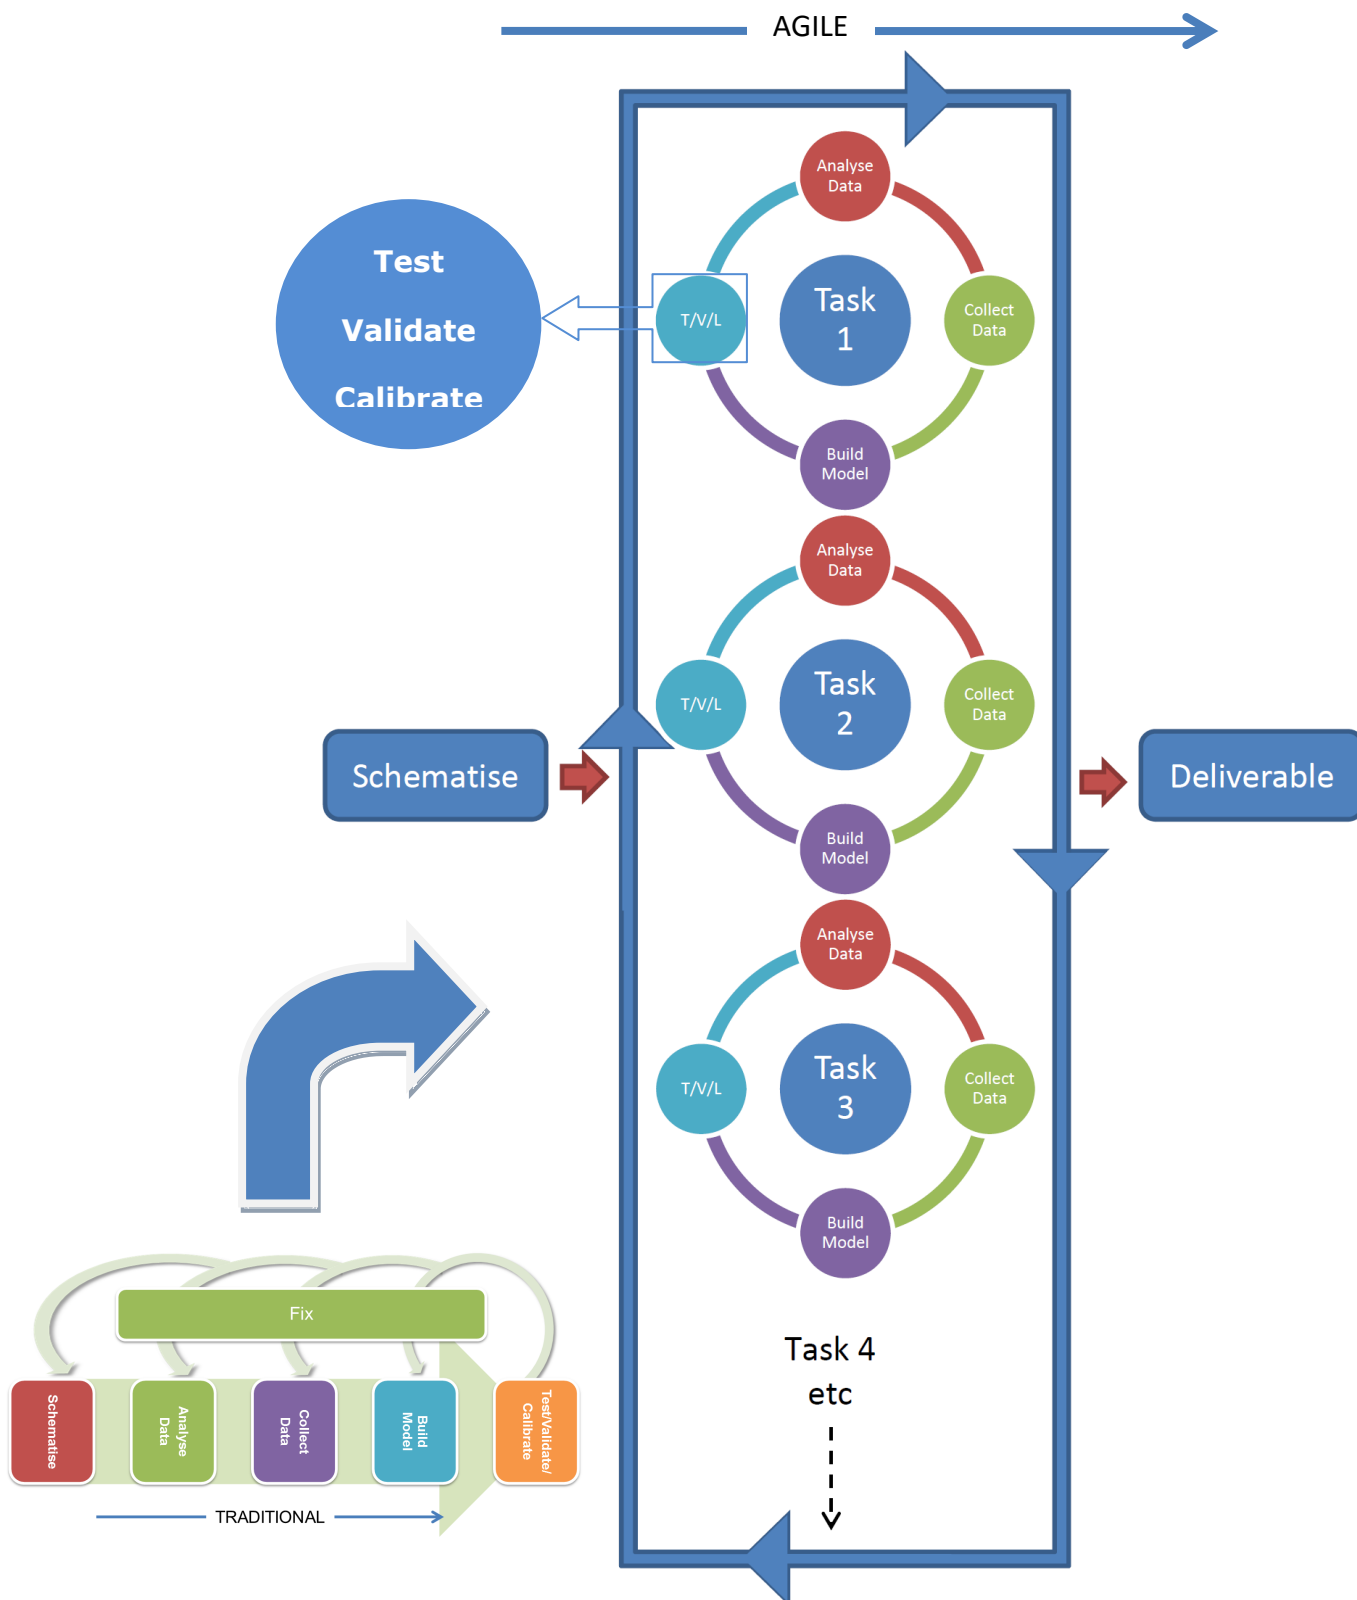 AGILE
Analyse
Data
Test
Validate
Calibrate
T/V/L
Task
1
Collect
Data
Build
Model
Analyse
Data
T/V/L
Task
2
Collect
Data
Build
Model
Schematise
Deliverable
Analyse
Data
T/V/L
Task
3
Collect
Data
Build
Model
Task 4
etc
Fix
Schematise
Analyse
Data
Collect
Data
Build
Model
Test/Validate/
Calibrate
TRADITIONAL